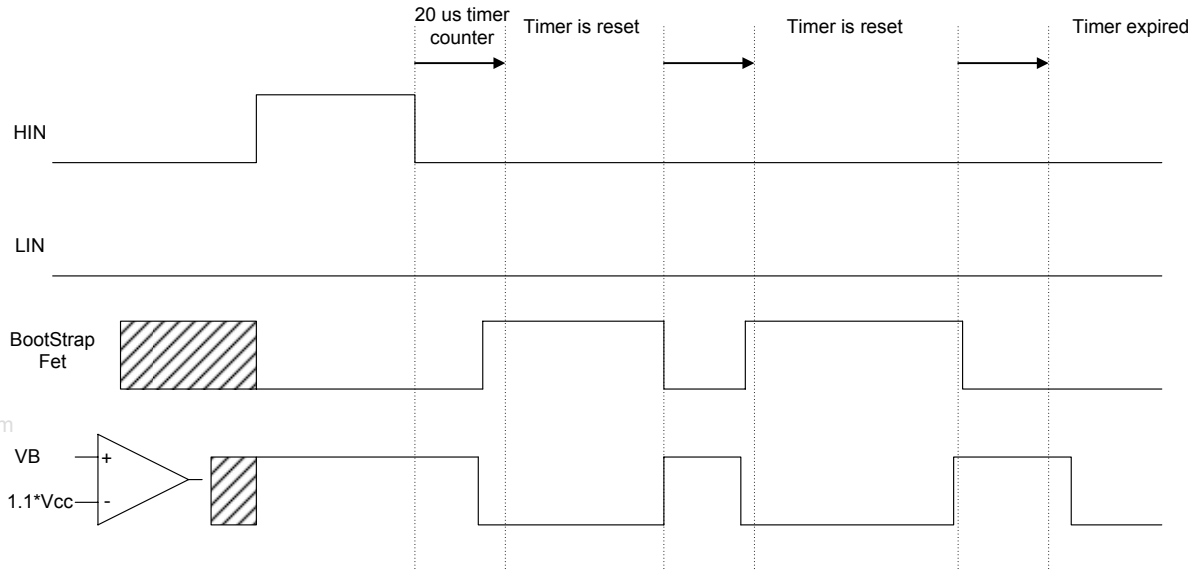 20 us timer
counter
Timer is reset
Timer is reset
Timer expired
HIN
LIN
BootStrap
Fet
m
VB
+
1.1*Vcc
-